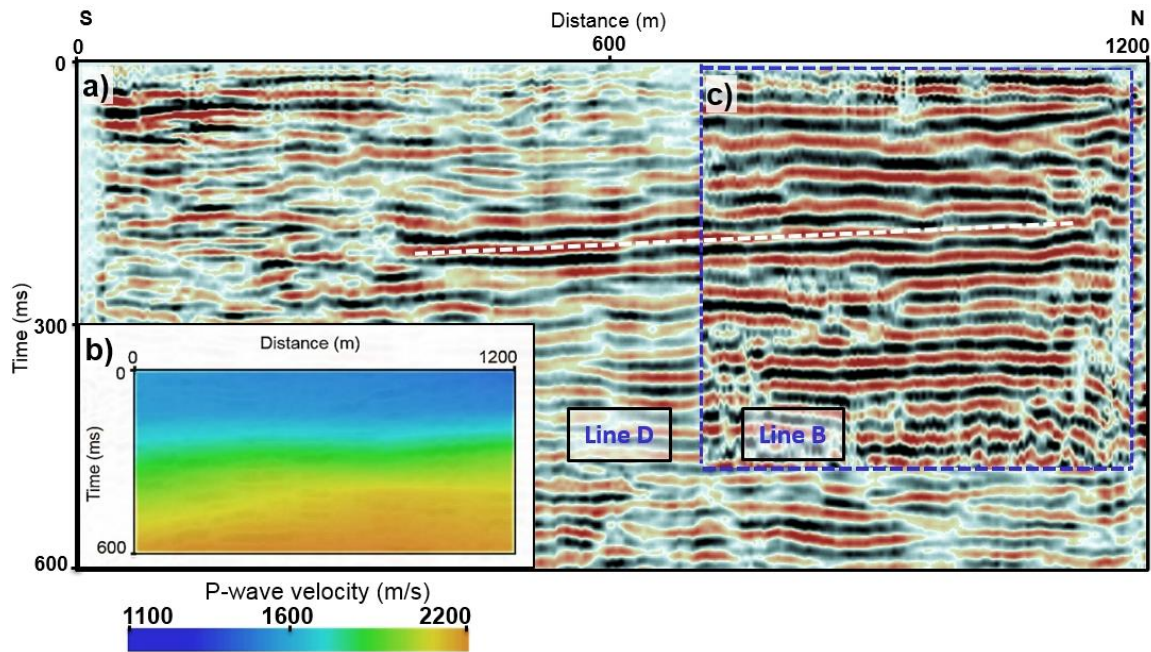 S
Distance (m)
N
0
600
1200
0
a)
c)
Time (ms)
300
b)
Distance (m)
0
1200
0
Time (ms)
600
Line D
Line B
600
P-wave velocity (m/s)
1100
1600
2200